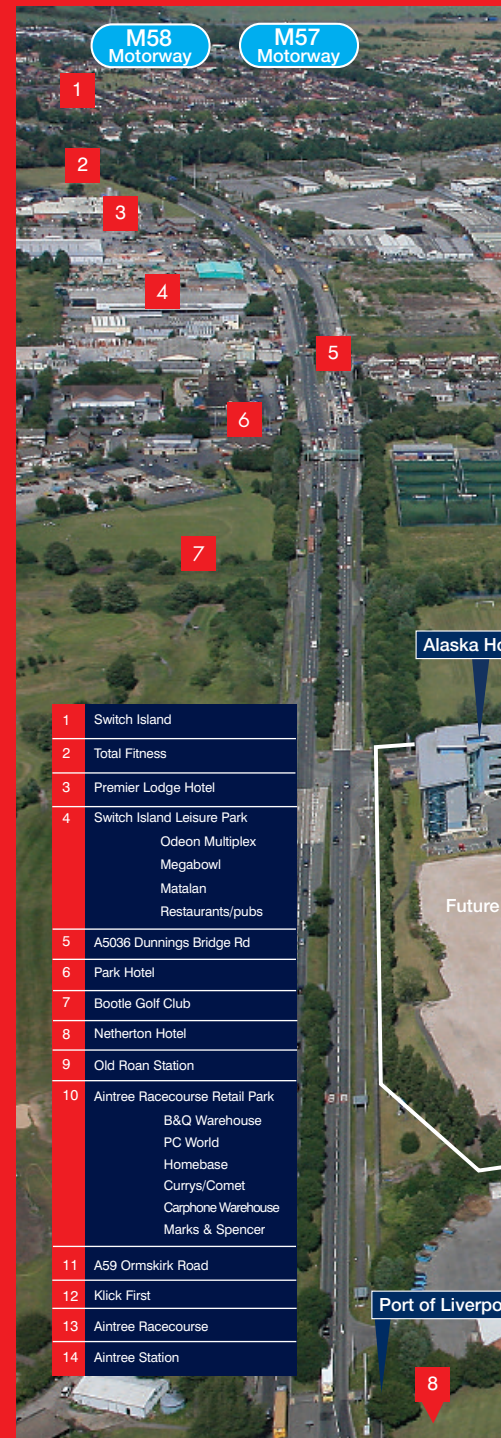 M58
Motorway
M57
Motorway
1
2
3
4
5
6
7
Alaska
1 Switch Island
2 Total Fitness
3 Premier Lodge Hotel
4 Switch Island Leisure Park
Odeon Multiplex
Megabowl
Matalan
Restaurants/pubs
5 A5036 Dunnings Bridge Rd
6 Park Hotel
7 Bootle Golf Club
8 Netherton Hotel
9 Old Roan Station
10 Aintree Racecourse Retail Park
B&Q Warehouse
PC World
Homebase
Currys/Comet
Carphone Warehouse
Marks & Spencer
11 A59 Ormskirk Road
12 Klick First
13 Aintree Racecourse
14 Aintree Station
Future
Port of
8